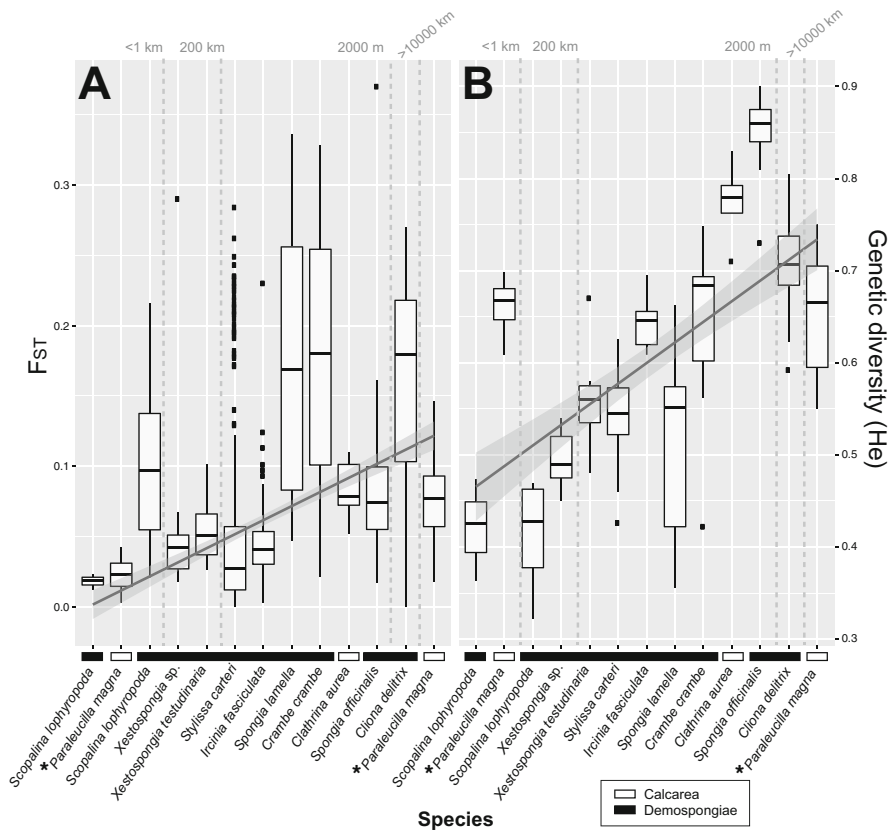 <1 km
200 km
2000 m
>10000 km
<1 km
200 km
2000 m
>10000 km
A
B
FST
0.3
0.2
0.1
0.0
0.9
0.8
0.7
0.6
0.5
0.4
0.3
Genetic diversity (He)
Scopalina lophyropoda
*Paraleucilla magna
Scopalina lophyropoda
Xestospongia sp.
Xestospongia testudinaria
Stylissa carteri
Ircinia fasciculata
Spongia lamella
Crambe crambe
Clathrina aurea
Spongia officinalis
Cliona delitrix
*Paraleucilla magna
Scopalina lophyropoda
*Paraleucilla magna
Scopalina lophyropoda
Xestospongia sp.
Xestospongia testudinaria
Stylissa carteri
Ircinia fasciculata
Spongia lamella
Crambe crambe
Clathrina aurea
Spongia officinalis
Cliona delitrix
*Paraleucilla magna
Species
Calcarea
Demospongiae